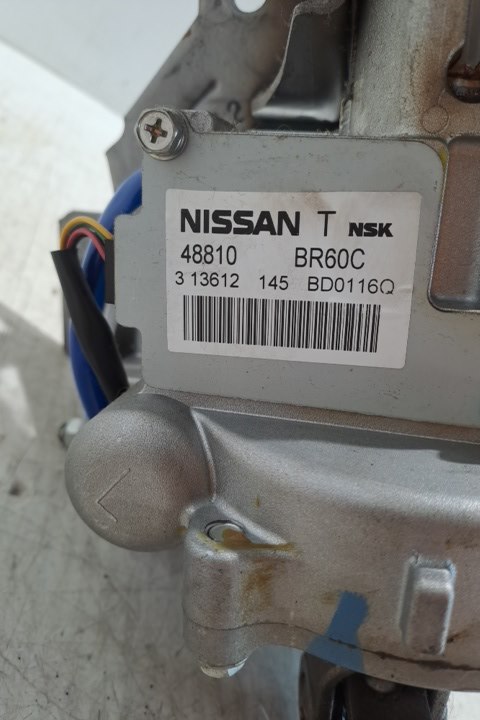 NISSAN T NSK
48810 BR60C
3 13612 145 BD0116Q